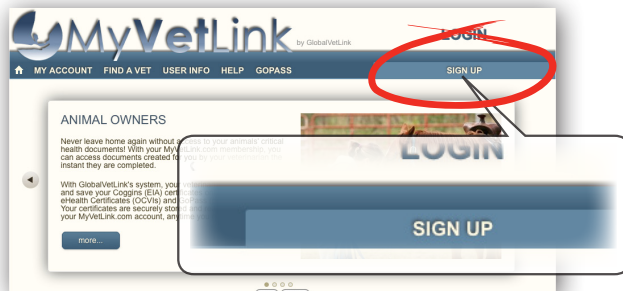 MyVetLink by GlobalVetLink
LOGIN
MY ACCOUNT FIND A VET USER INFO HELP GOPASS
SIGN UP
ANIMAL OWNERS
Never leave home again without access to your animals' critical
health documents! With your MyVetLink.com membership, you
can access documents created for you by your
instant they are completed.
With GlobalVetLink's system, your
and save your Coggins (EIA)
eHealth Certificates (OCVIs) and
Your certificates are securely stored
your MyVetLink.com account,
more...
LOGIN
SIGN UP